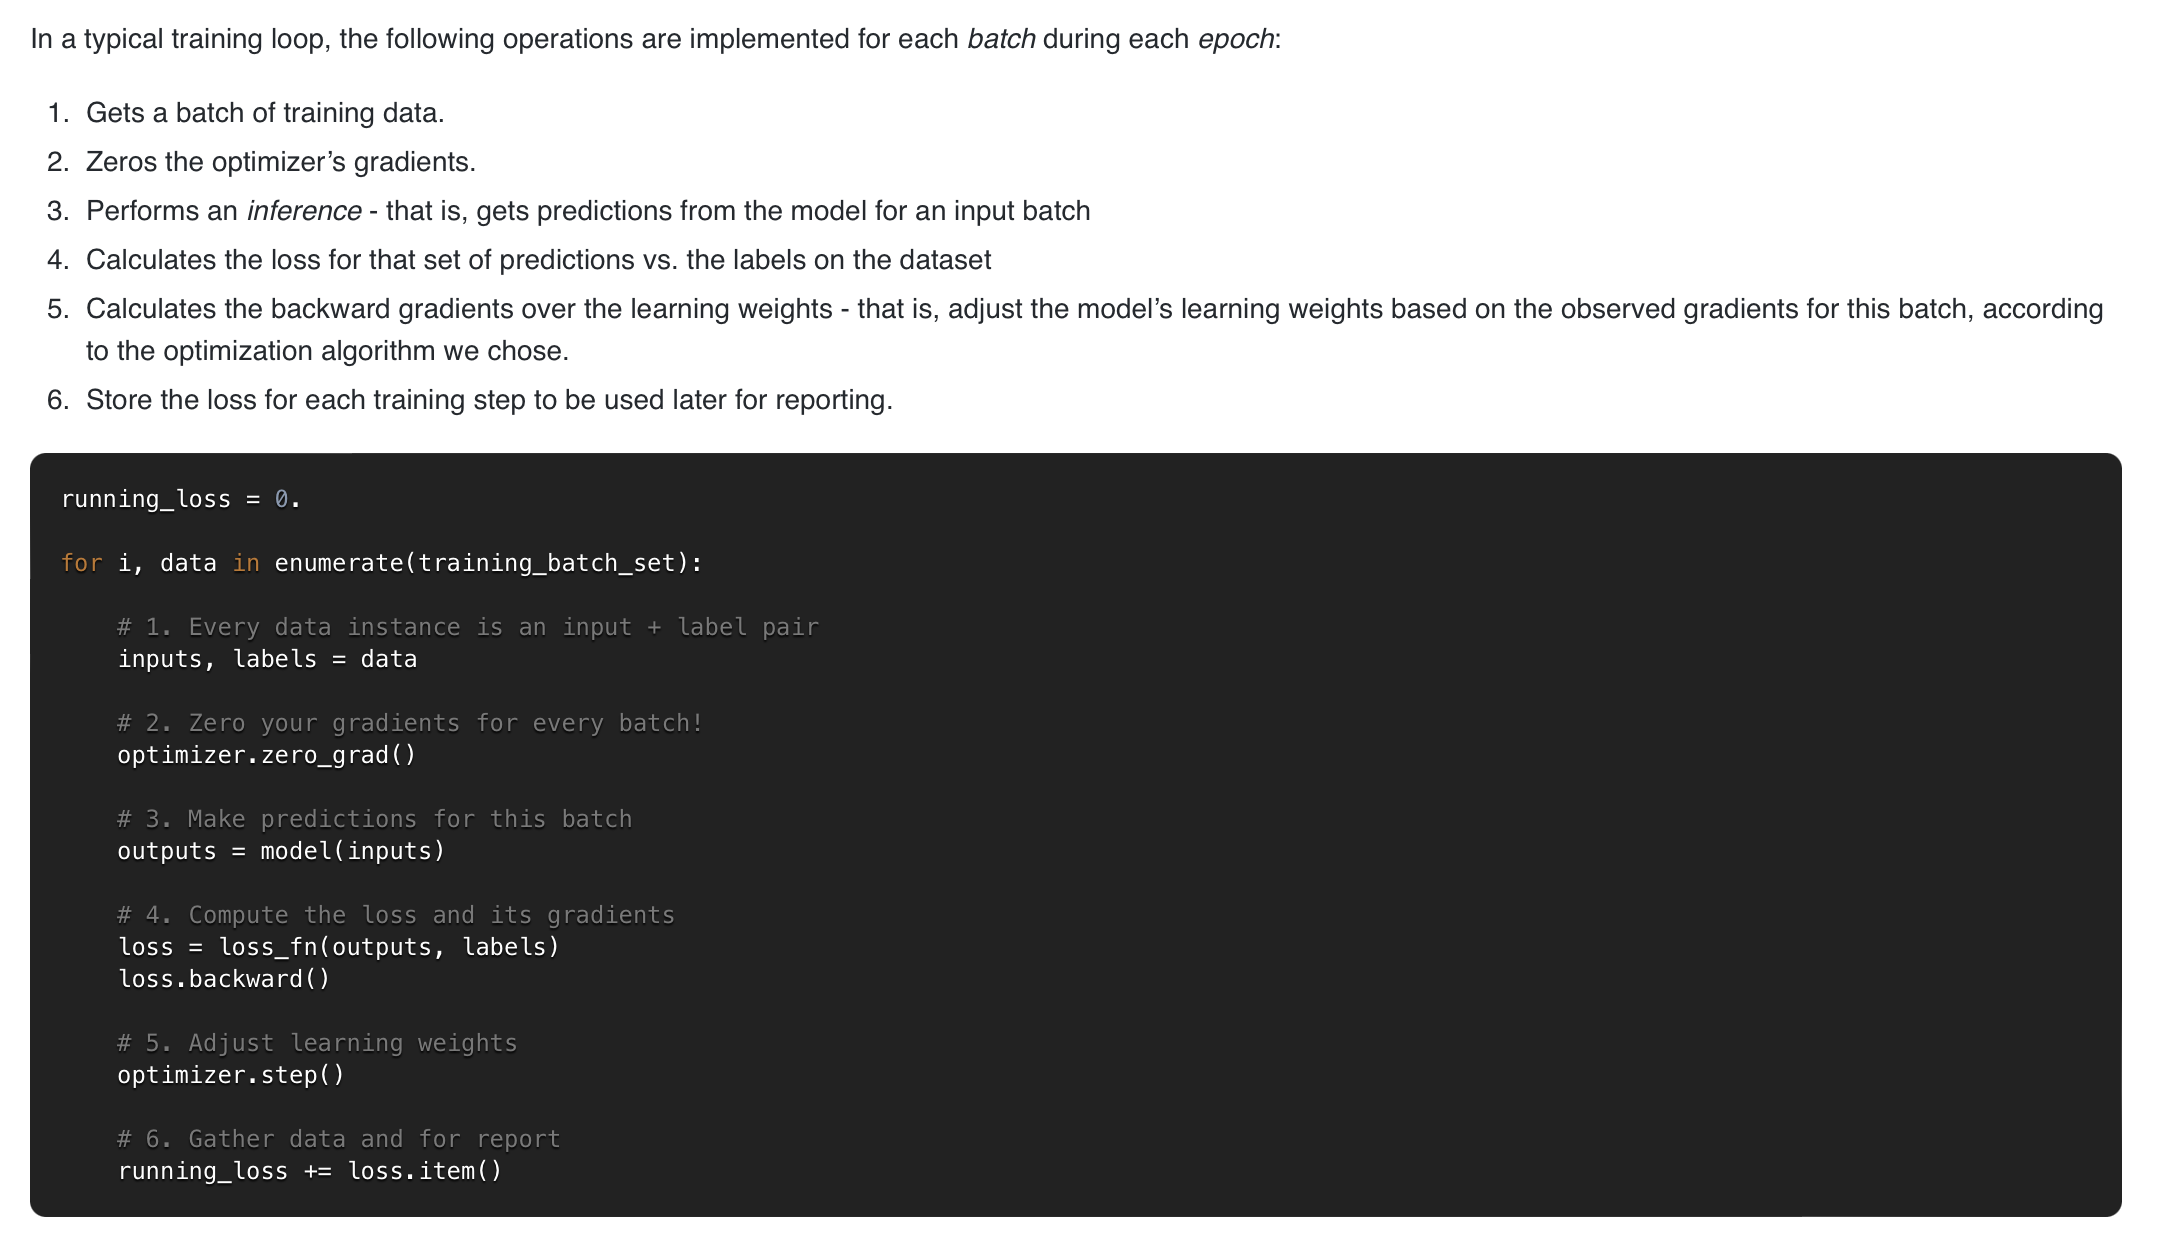 In a typical training loop, the following operations are implemented for each batch during each epoch:
1. Gets a batch of training data.
2. Zeros the optimizer’s gradients.
3. Performs an inference - that is, gets predictions from the model for an input batch
4. Calculates the loss for that set of predictions vs. the labels on the dataset
5. Calculates the backward gradients over the learning weights - that is, adjust the model’s learning weights based on the observed gradients for this batch, according
to the optimization algorithm we chose.
6. Store the loss for each training step to be used later for reporting.
running_loss = 0.
for i, data in enumerate(training_batch_set):
# 1. Every data instance is an input + label pair
inputs, labels = data
# 2. Zero your gradients for every batch!
optimizer.zero_grad()
# 3. Make predictions for this batch
outputs = model(inputs)
# 4. Compute the loss and its gradients
loss = loss_fn(outputs, labels)
loss.backward()
# 5. Adjust learning weights
optimizer.step()
# 6. Gather data and for report
running_loss += loss.item()